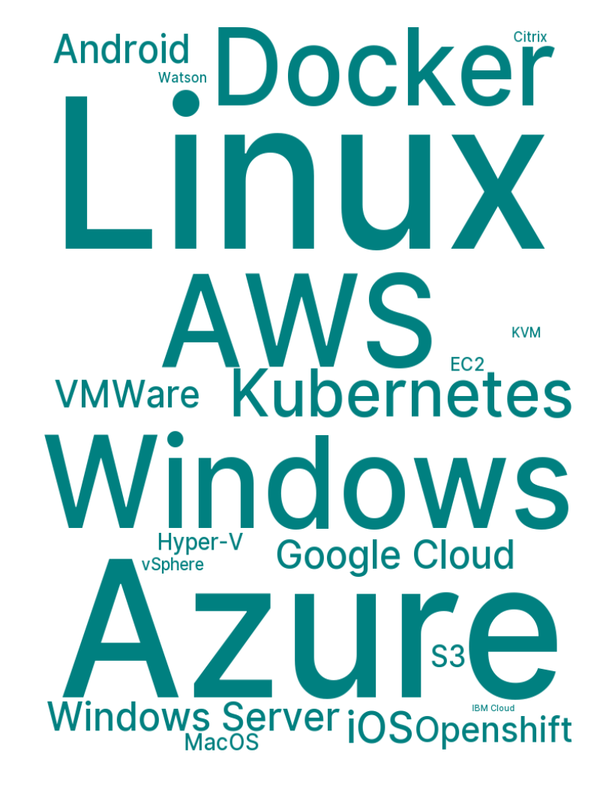 Android
Docker
Citrix
Watson
Linux
AWS
KVM
EC2
VMWare
Kubernetes
Windows
Hyper-V
Google Cloud
vSphere
Azure
S3
IBM Cloud
Windows Server
iOS
Openshift
MacOS